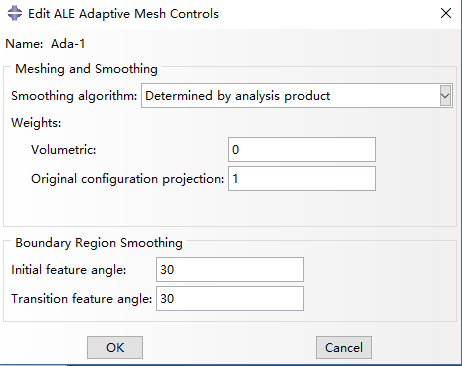 Edit ALE Adaptive Mesh Controls
Name: Ada-1
Meshing and Smoothing
Smoothing algorithm: Determined by analysis product
Weights:
Volumetric: 0
Original configuration projection: 1
Boundary Region Smoothing
Initial feature angle: 30
Transition feature angle: 30
OK Cancel